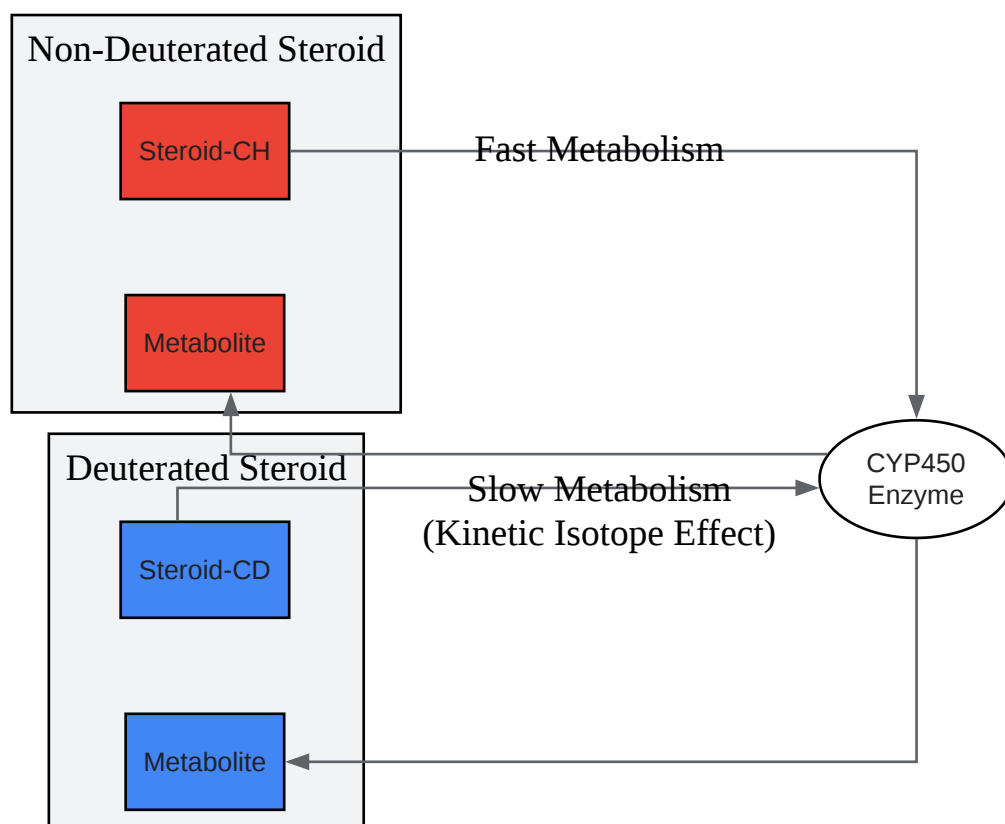 Non-Deuterated Steroid
Steroid-CH
Fast Metabolism
Metabolite
CYP450
Enzyme
Deuterated Steroid
Slow Metabolism
(Kinetic Isotope Effect)
Steroid-CD
Metabolite